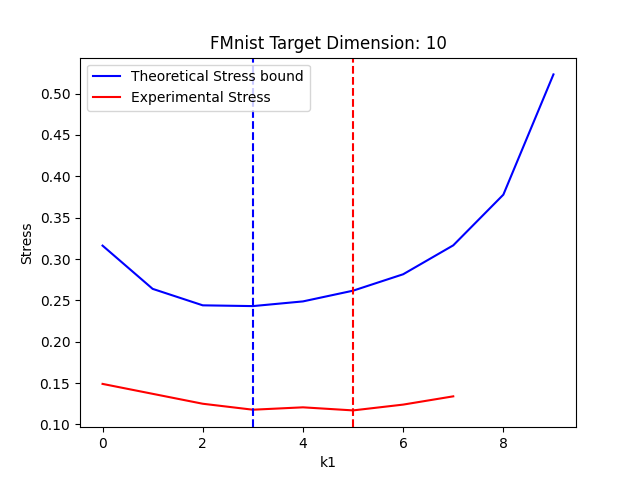 FMnist Target Dimension: 10
Theoretical Stress bound
Experimental Stress
Stress
0.50
0.45
0.40
0.35
0.30
0.25
0.20
0.15
0.10
0 2 4 6 8
k1